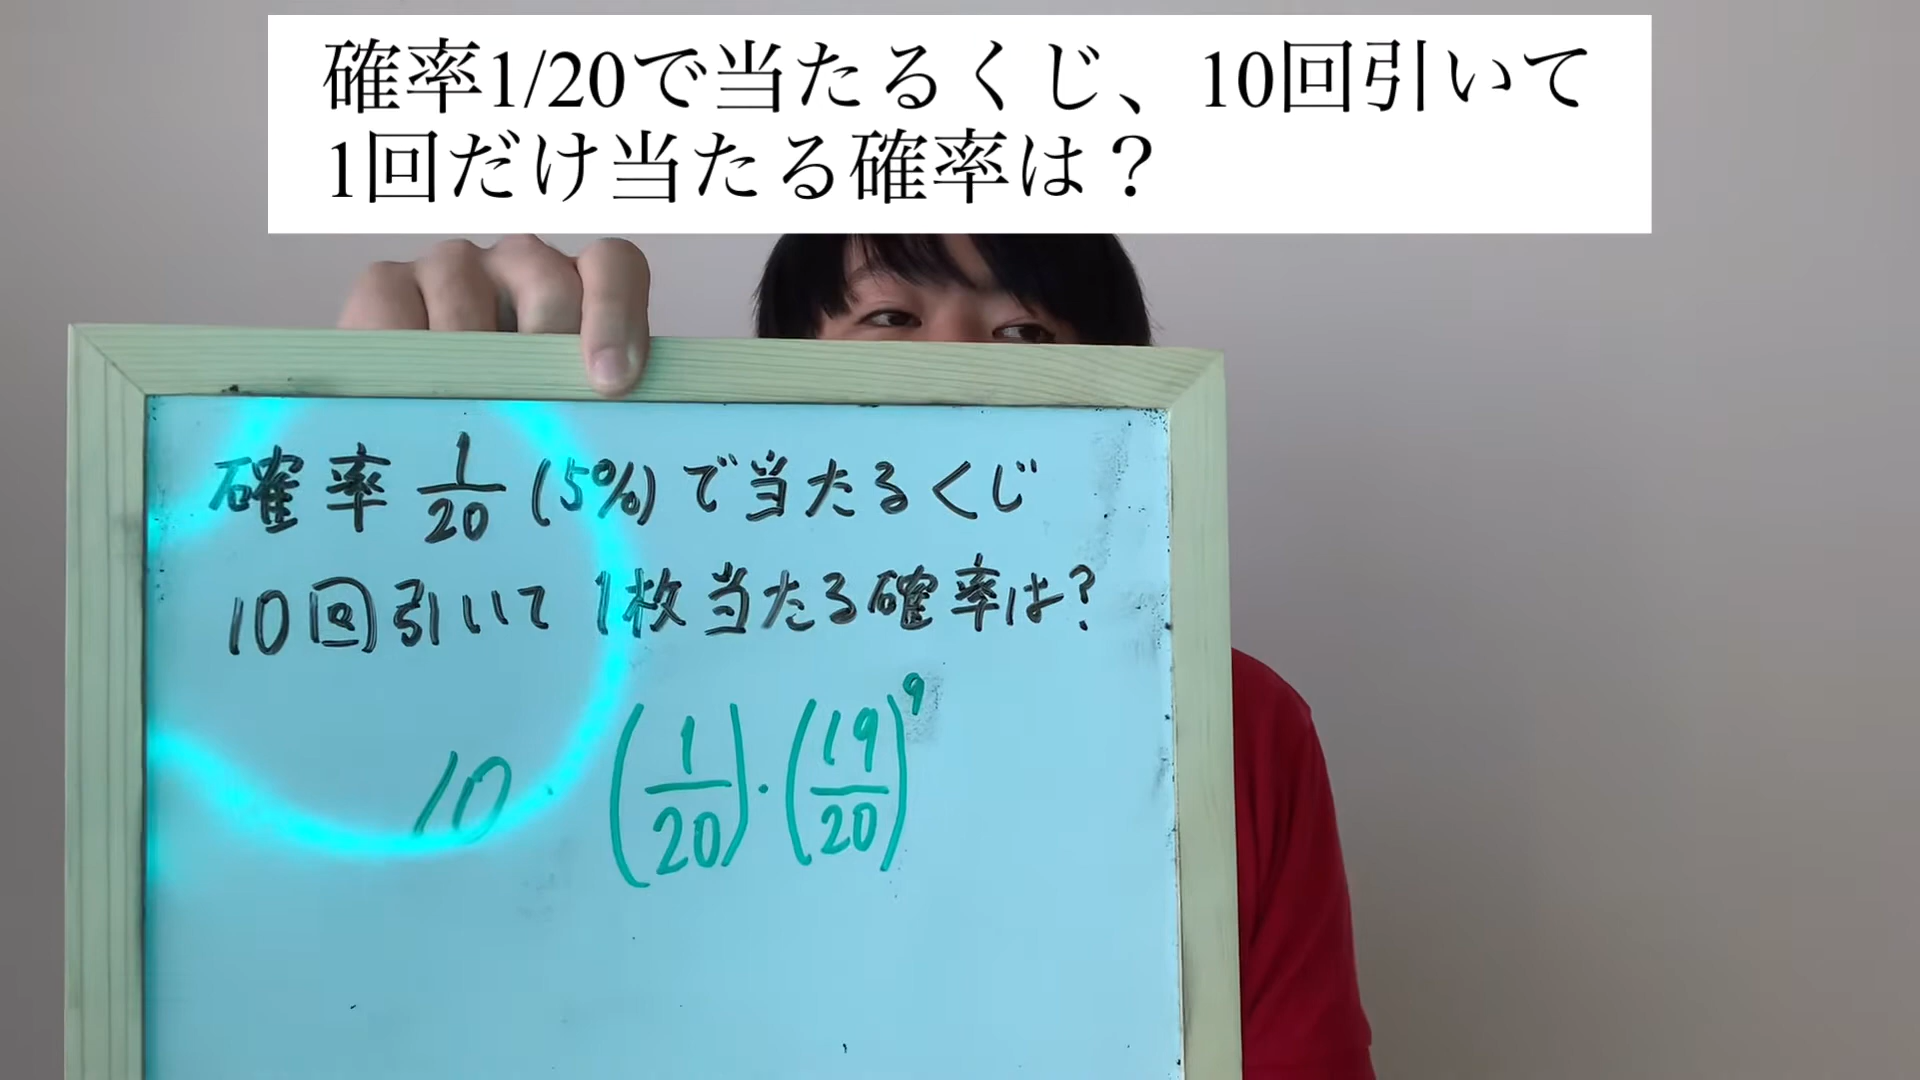 確率1/20で当たるくじ、10回引いて
1回だけ当たる確率は？
確率 1/20 (5%) で当たるくじ
10回引いて 1枚当たる確率は?
10 · (1/20) · (19/20)^9